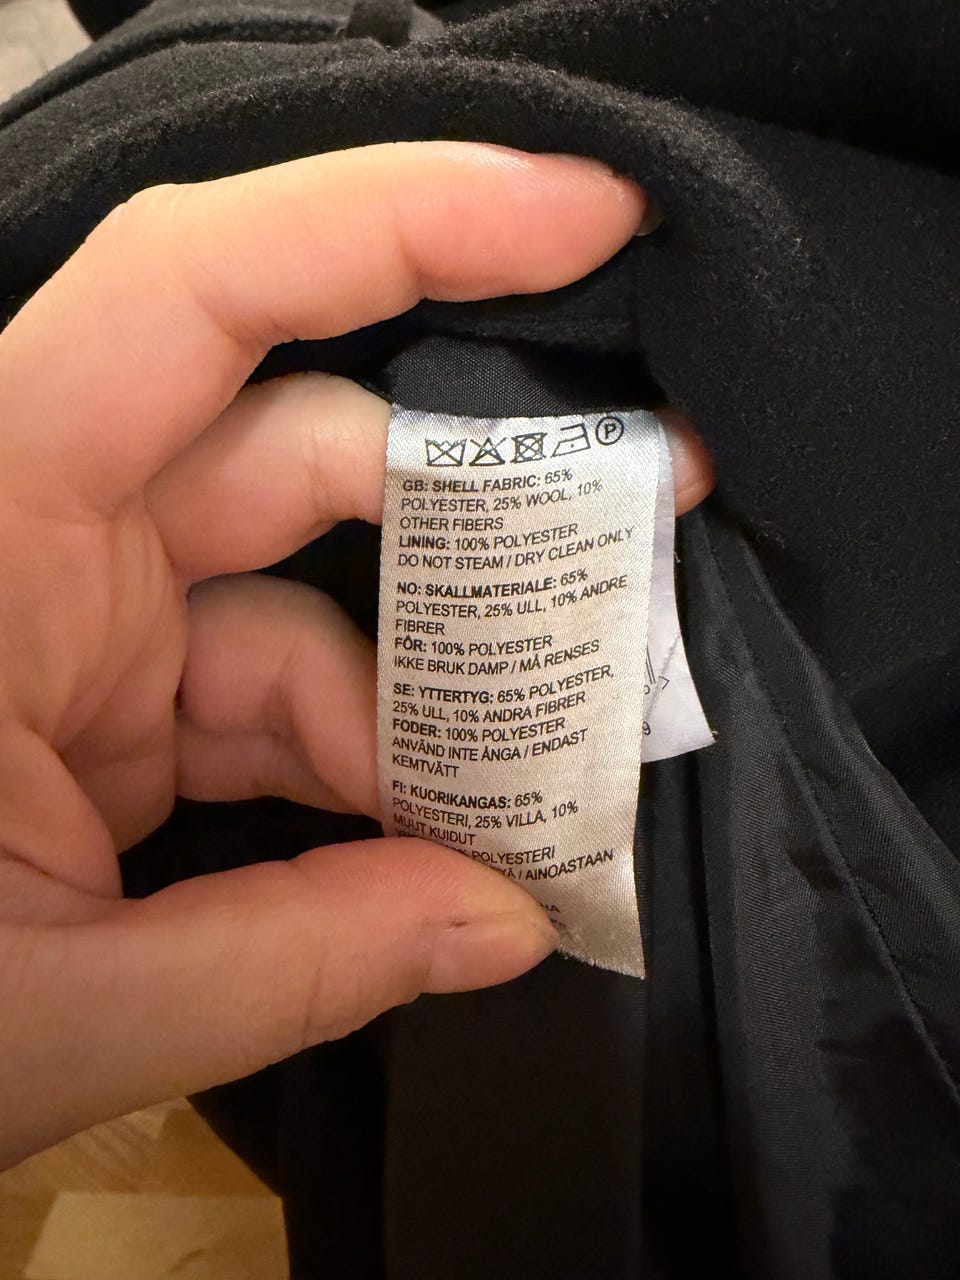 P
GB: SHELL FABRIC: 65%
POLYESTER, 25% WOOL, 10%
OTHER FIBERS
LINING: 100% POLYESTER
DO NOT STEAM / DRY CLEAN ONLY
NO: SKALLMATERIALE: 65%
POLYESTER, 25% ULL, 10% ANDRE
FIBRER
FÔR: 100% POLYESTER
IKKE BRUK DAMP / MÅ RENSES
SE: YTTERTYG: 65% POLYESTER,
25% ULL, 10% ANDRA FIBRER
FODER: 100% POLYESTER
ANVÄND INTE ÅNGA / ENDAST
KEMTVÄTT
FI: KUORIKANGAS: 65%
POLYESTERI, 25% VILLA, 10%
MUUT KUIDUT
POLYESTERI
/ AINOASTAAN
9